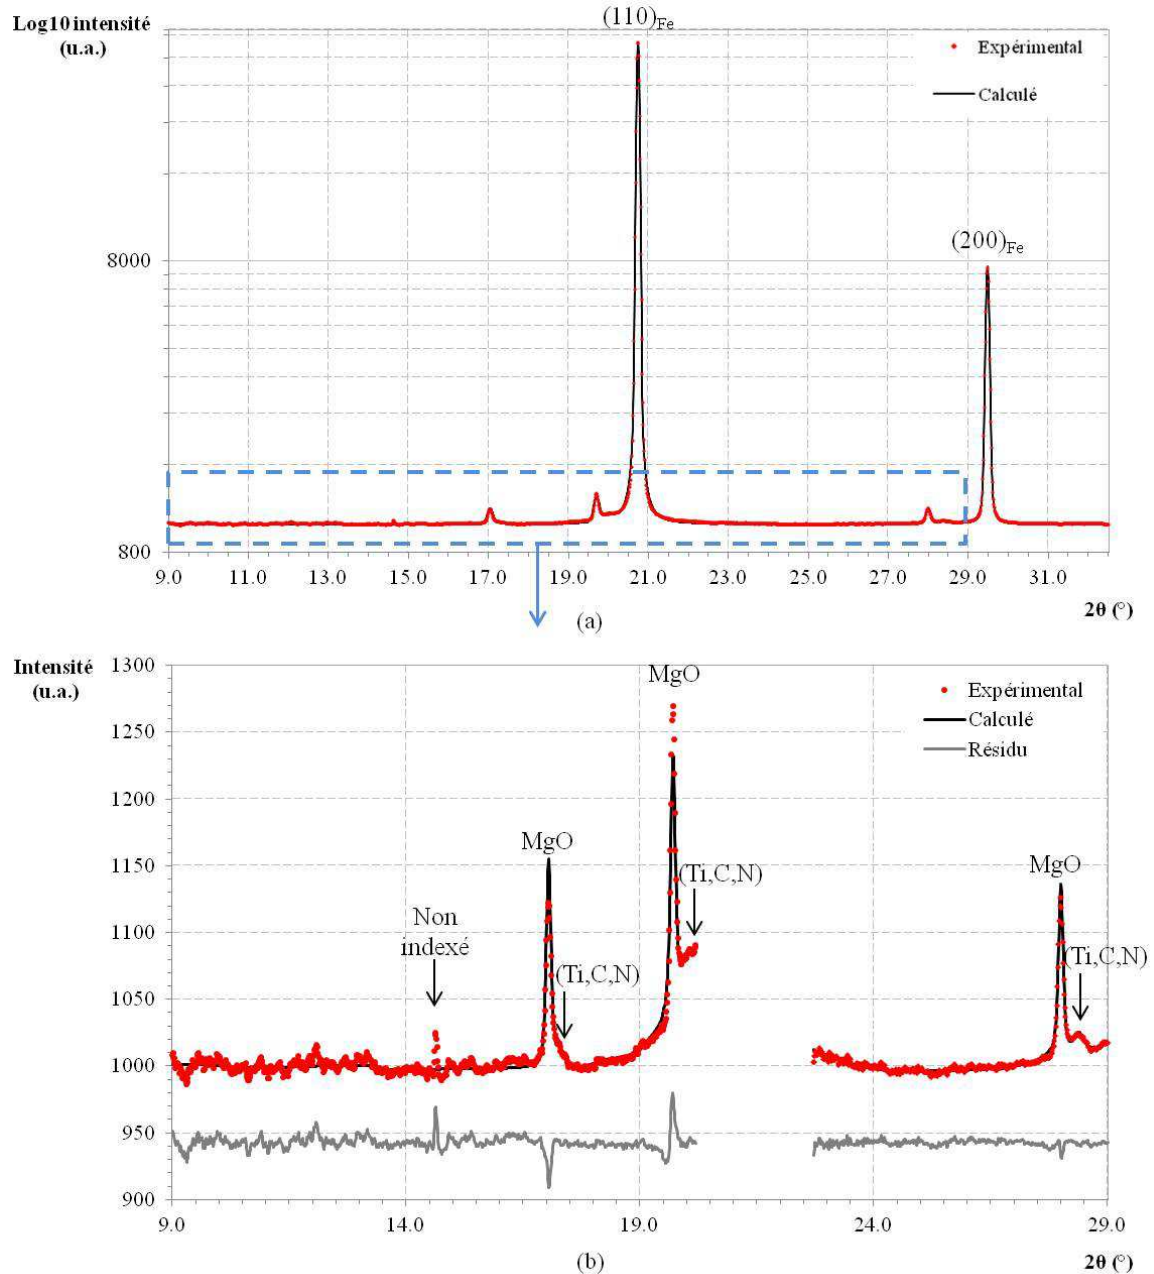 Log10 intensité
(u.a.)
(110)Fe
Expérimental
Calculé
(200)Fe
8000
800
9.0 11.0 13.0 15.0 17.0 19.0 21.0 23.0 25.0 27.0 29.0 31.0
2θ (°)
(a)
Intensité
(u.a.)
1300
MgO
Expérimental
Calculé
Résidu
1250
1200
1150
MgO
(Ti,C,N)
MgO
1100
Non
indexé
(Ti,C,N)
(Ti,C,N)
1050
1000
950
900
9.0 14.0 19.0 24.0 29.0
2θ (°)
(b)